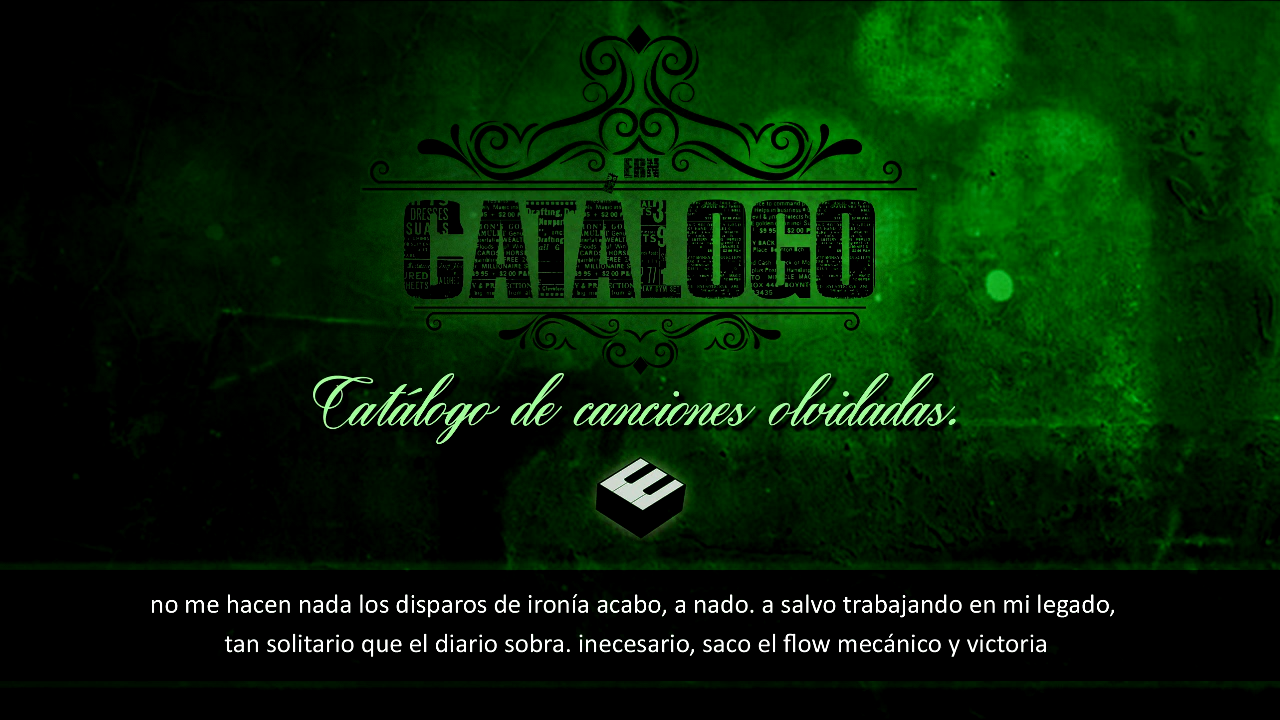 EBN
CATALOGO
Catálogo de canciones olvidadas.
no me hacen nada los disparos de ironía acabo, a nado. a salvo trabajando en mi legado,
tan solitario que el diario sobra. inecesario, saco el flow mecánico y victoria